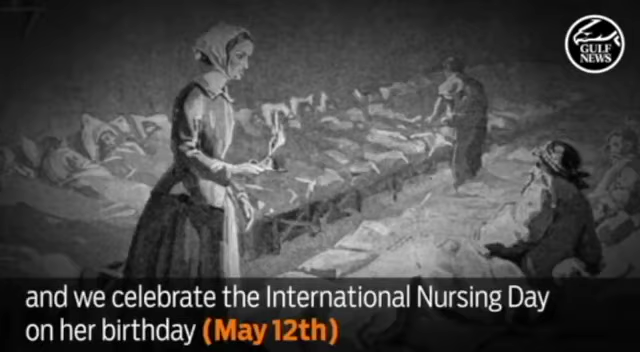 GULF
NEWS
and we celebrate the International Nursing Day
on her birthday (May 12th)